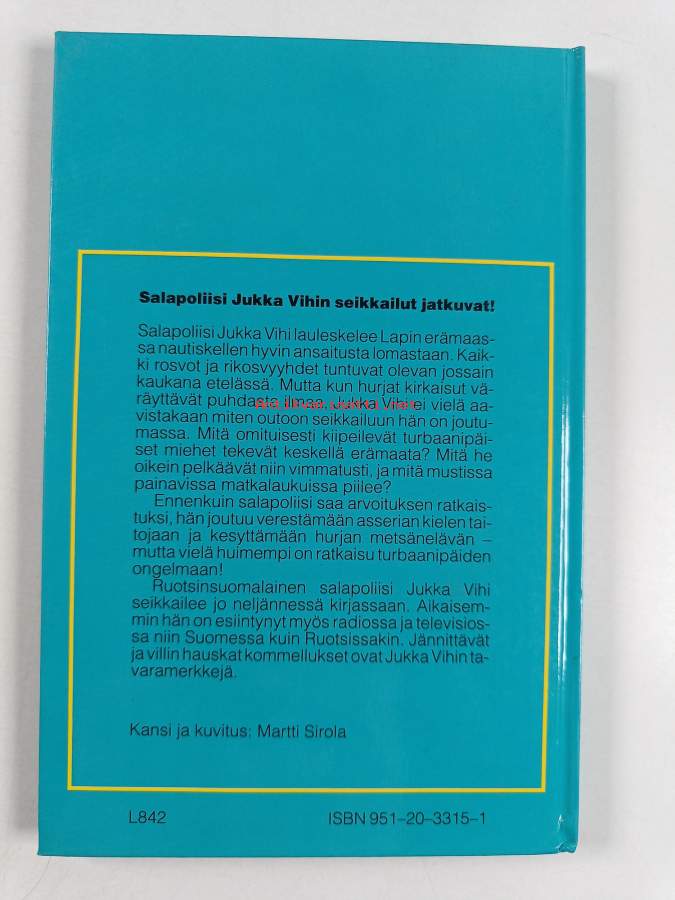 Salapoliisi Jukka Vihin seikkailut jatkuvat!
Salapoliisi Jukka Vihi lauleskelee Lapin erämaas-
sa nautiskellen hyvin ansaitusta lomastaan. Kaik-
ki rosvot ja rikosvyyhdet tuntuvat olevan jossain
kaukana etelässä. Mutta kun hurjat kirkaisut vä-
räyttävät puhdasta ilmaa, Jukka Vihi ei vielä aa-
vistakaan miten outoon seikkailuun hän on joutu-
massa. Mitä omituisesti kiipeilevät turbaanipäi-
set miehet tekevät keskellä erämaata? Mitä he
oikein pelkäävät niin vimmatusti, ja mitä mustissa
painavissa matkalaukuissa piilee?
Ennenkuin salapoliisi saa arvoituksen ratkais-
tuksi, hän joutuu verestämään asserian kielen tai-
tojaan ja kesyttämään hurjan metsänelävän –
mutta vielä huimempi on ratkaisu turbaanipäiden
ongelmaan!
Ruotsinsuomalainen salapoliisi Jukka Vihi
seikkailee jo neljännessä kirjassaan. Aikaisem-
min hän on esiintynyt myös radiossa ja televisios-
sa niin Suomessa kuin Ruotsissakin. Jännittävät
ja villin hauskat kommellukset ovat Jukka Vihin ta-
varamerkkejä.
Kansi ja kuvitus: Martti Sirola
L842 ISBN 951–20–3315–1